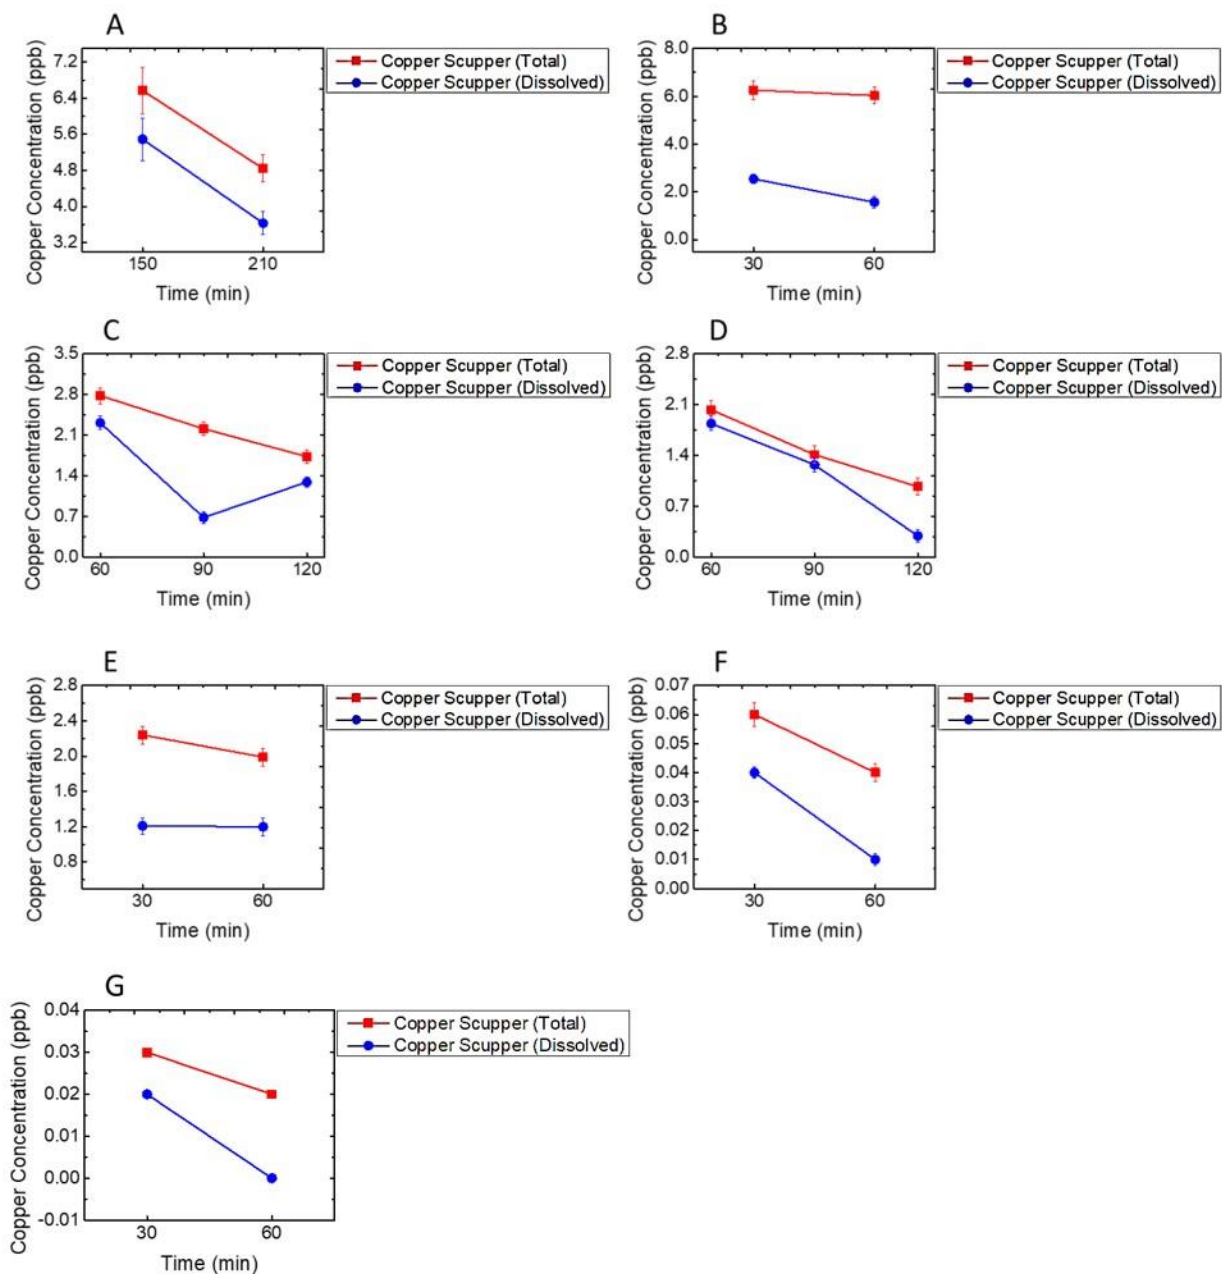 A
Copper Concentration (ppb)
7.2
6.4
5.6
4.8
4.0
3.2
150 210
Time (min)
Copper Scupper (Total)
Copper Scupper (Dissolved)
B
Copper Concentration (ppb)
8.0
6.0
4.0
2.0
0.0
30 60
Time (min)
Copper Scupper (Total)
Copper Scupper (Dissolved)
C
Copper Concentration (ppb)
3.5
2.8
2.1
1.4
0.7
0.0
60 90 120
Time (min)
Copper Scupper (Total)
Copper Scupper (Dissolved)
D
Copper Concentration (ppb)
2.8
2.1
1.4
0.7
0.0
60 90 120
Time (min)
Copper Scupper (Total)
Copper Scupper (Dissolved)
E
Copper Concentration (ppb)
2.8
2.4
2.0
1.6
1.2
0.8
30 60
Time (min)
Copper Scupper (Total)
Copper Scupper (Dissolved)
F
Copper Concentration (ppb)
0.07
0.06
0.05
0.04
0.03
0.02
0.01
0.00
30 60
Time (min)
Copper Scupper (Total)
Copper Scupper (Dissolved)
G
Copper Concentration (ppb)
0.04
0.03
0.02
0.01
0.00
-0.01
30 60
Time (min)
Copper Scupper (Total)
Copper Scupper (Dissolved)